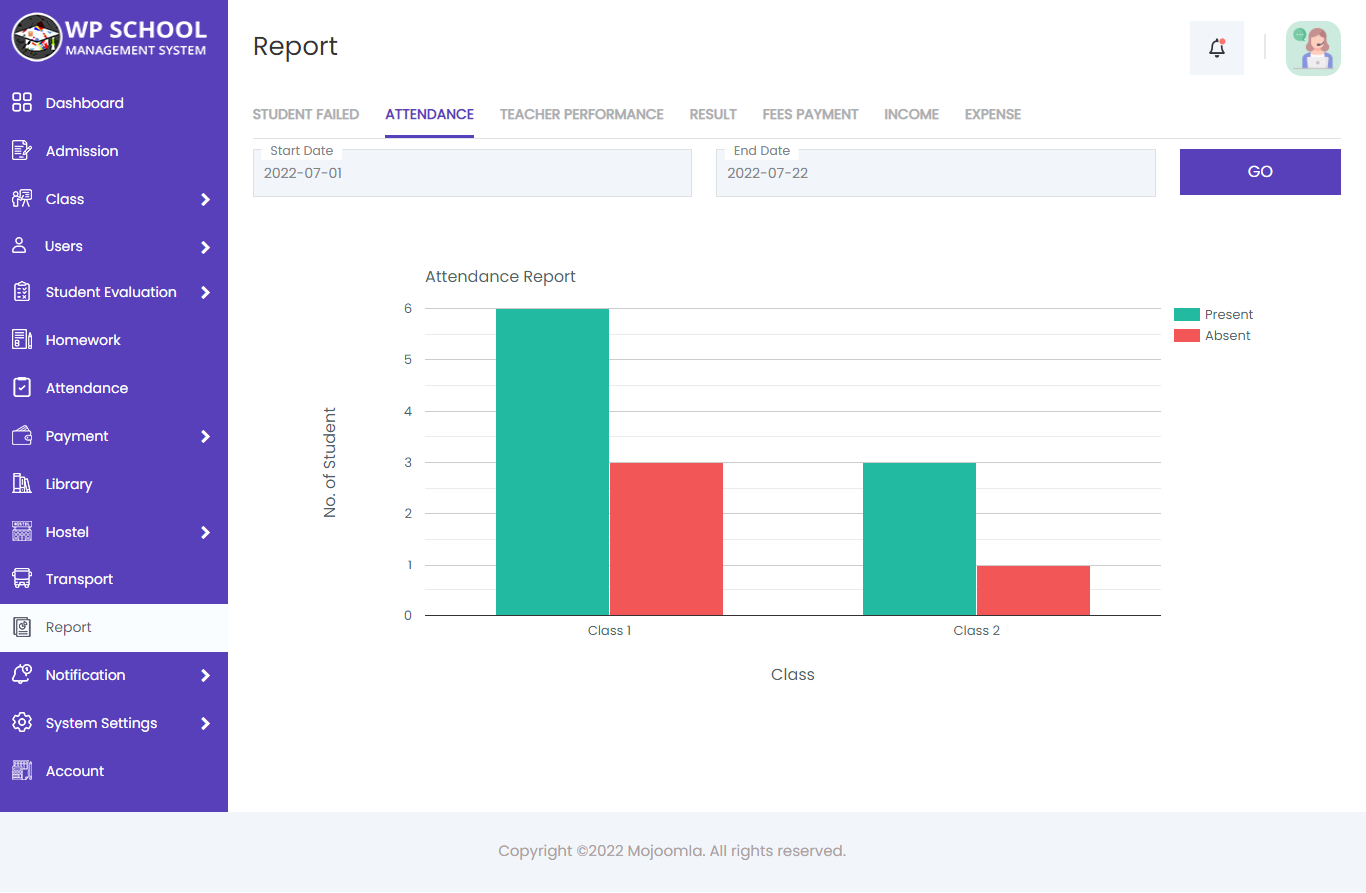 WP SCHOOL
MANAGEMENT SYSTEM
Dashboard
Admission
Class
Users
Student Evaluation
Homework
Attendance
Payment
Library
Hostel
Transport
Report
Notification
System Settings
Account
Report
STUDENT FAILED ATTENDANCE TEACHER PERFORMANCE RESULT FEES PAYMENT INCOME EXPENSE
Start Date End Date
2022-07-01 2022-07-22 GO
Attendance Report
No. of Student
6
5
4
3
2
1
0
Class 1 Class 2
Class
Present
Absent
Copyright ©2022 Mojoomla. All rights reserved.